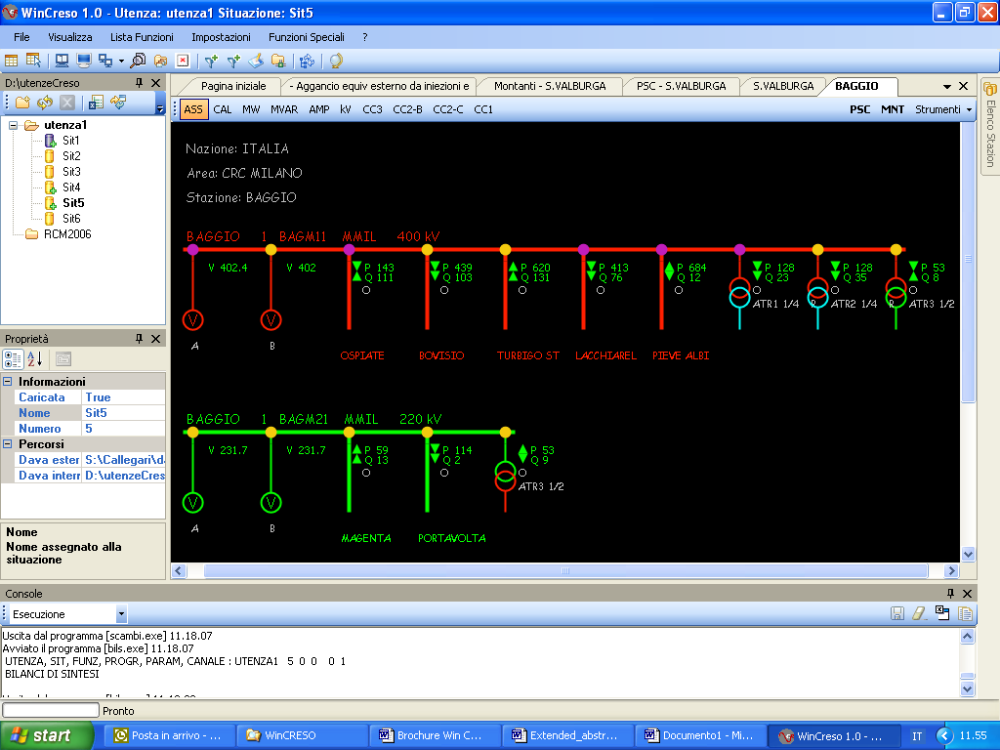 WinCreso 1.0 - Utenza: utenza1 Situazione: Sit5
File Visualizza Lista Funzioni Impostazioni Funzioni Speciali ?
D:\utenzeCreso
utenza1
Sit1
Sit2
Sit3
Sit4
Sit5
Sit6
RCM2006
Proprietà
Informazioni
Caricata True
Nome Sit5
Numero 5
Percorsi
Dava ester S:\Callegari\da
Dava interr D:\utenzeCres
Nome
Nome assegnato alla
situazione
Pagina iniziale - Aggancio equiv esterno da iniezioni e Montanti - S.VALBURGA PSC - S.VALBURGA S.VALBURGA BAGGIO
ASS CAL MW MVAR AMP kV CC3 CC2-B CC2-C CC1 PSC MNT Strumenti
Elenco Stazion
Nazione: ITALIA
Area: CRC MILANO
Stazione: BAGGIO
BAGGIO 1 BAGM11 MMIL 400 kV
V 402.4 V 402 P 143 P 439 P 620 P 413 P 684 P 128 P 128 P 53
Q 111 Q 103 Q 131 Q 76 Q 12 Q 23 Q 35 Q 8
ATR1 1/4 R ATR2 1/4 R ATR3 1/2
V V
A B OSPIATE BOVISIO TURBIGO ST LACCHIAREL PIEVE ALBI
BAGGIO 1 BAGM21 MMIL 220 kV
V 231.7 V 231.7 P 59 P 114 P 53
Q 13 Q 2 Q 9
ATR3 1/2
V V
A B MAGENTA PORTAVOLTA
Console
Esecuzione
Uscita dal programma [scambi.exe] 11.18.07
Avviato il programma [bils.exe] 11.18.07
UTENZA, SIT, FUNZ, PROGR, PARAM, CANALE : UTENZA1 5 0 0 0 1
BILANCI DI SINTESI
Pronto
start Posta in arrivo - ... WinCRESO Brochure Win C... Extended_abstr... Documento1 - Mi... WinCreso 1.0 - ... IT 11.55